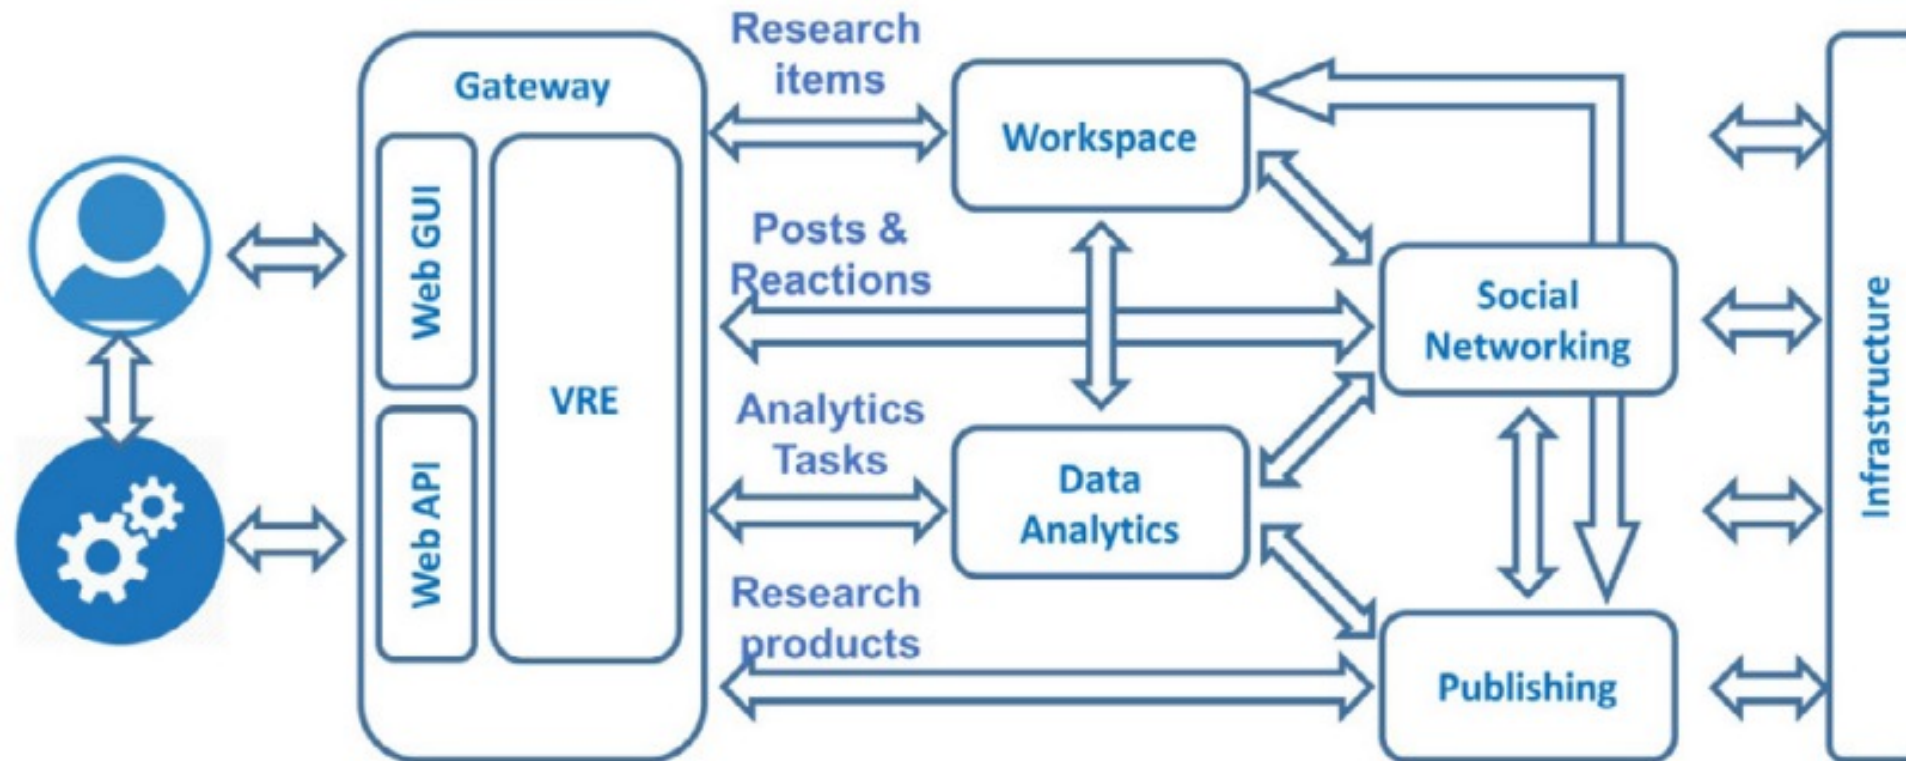 Gateway
Web GUI
Web API
VRE
Research
items
Posts &
Reactions
Analytics
Tasks
Research
products
Workspace
Social
Networking
Data
Analytics
Publishing
Infrastructure